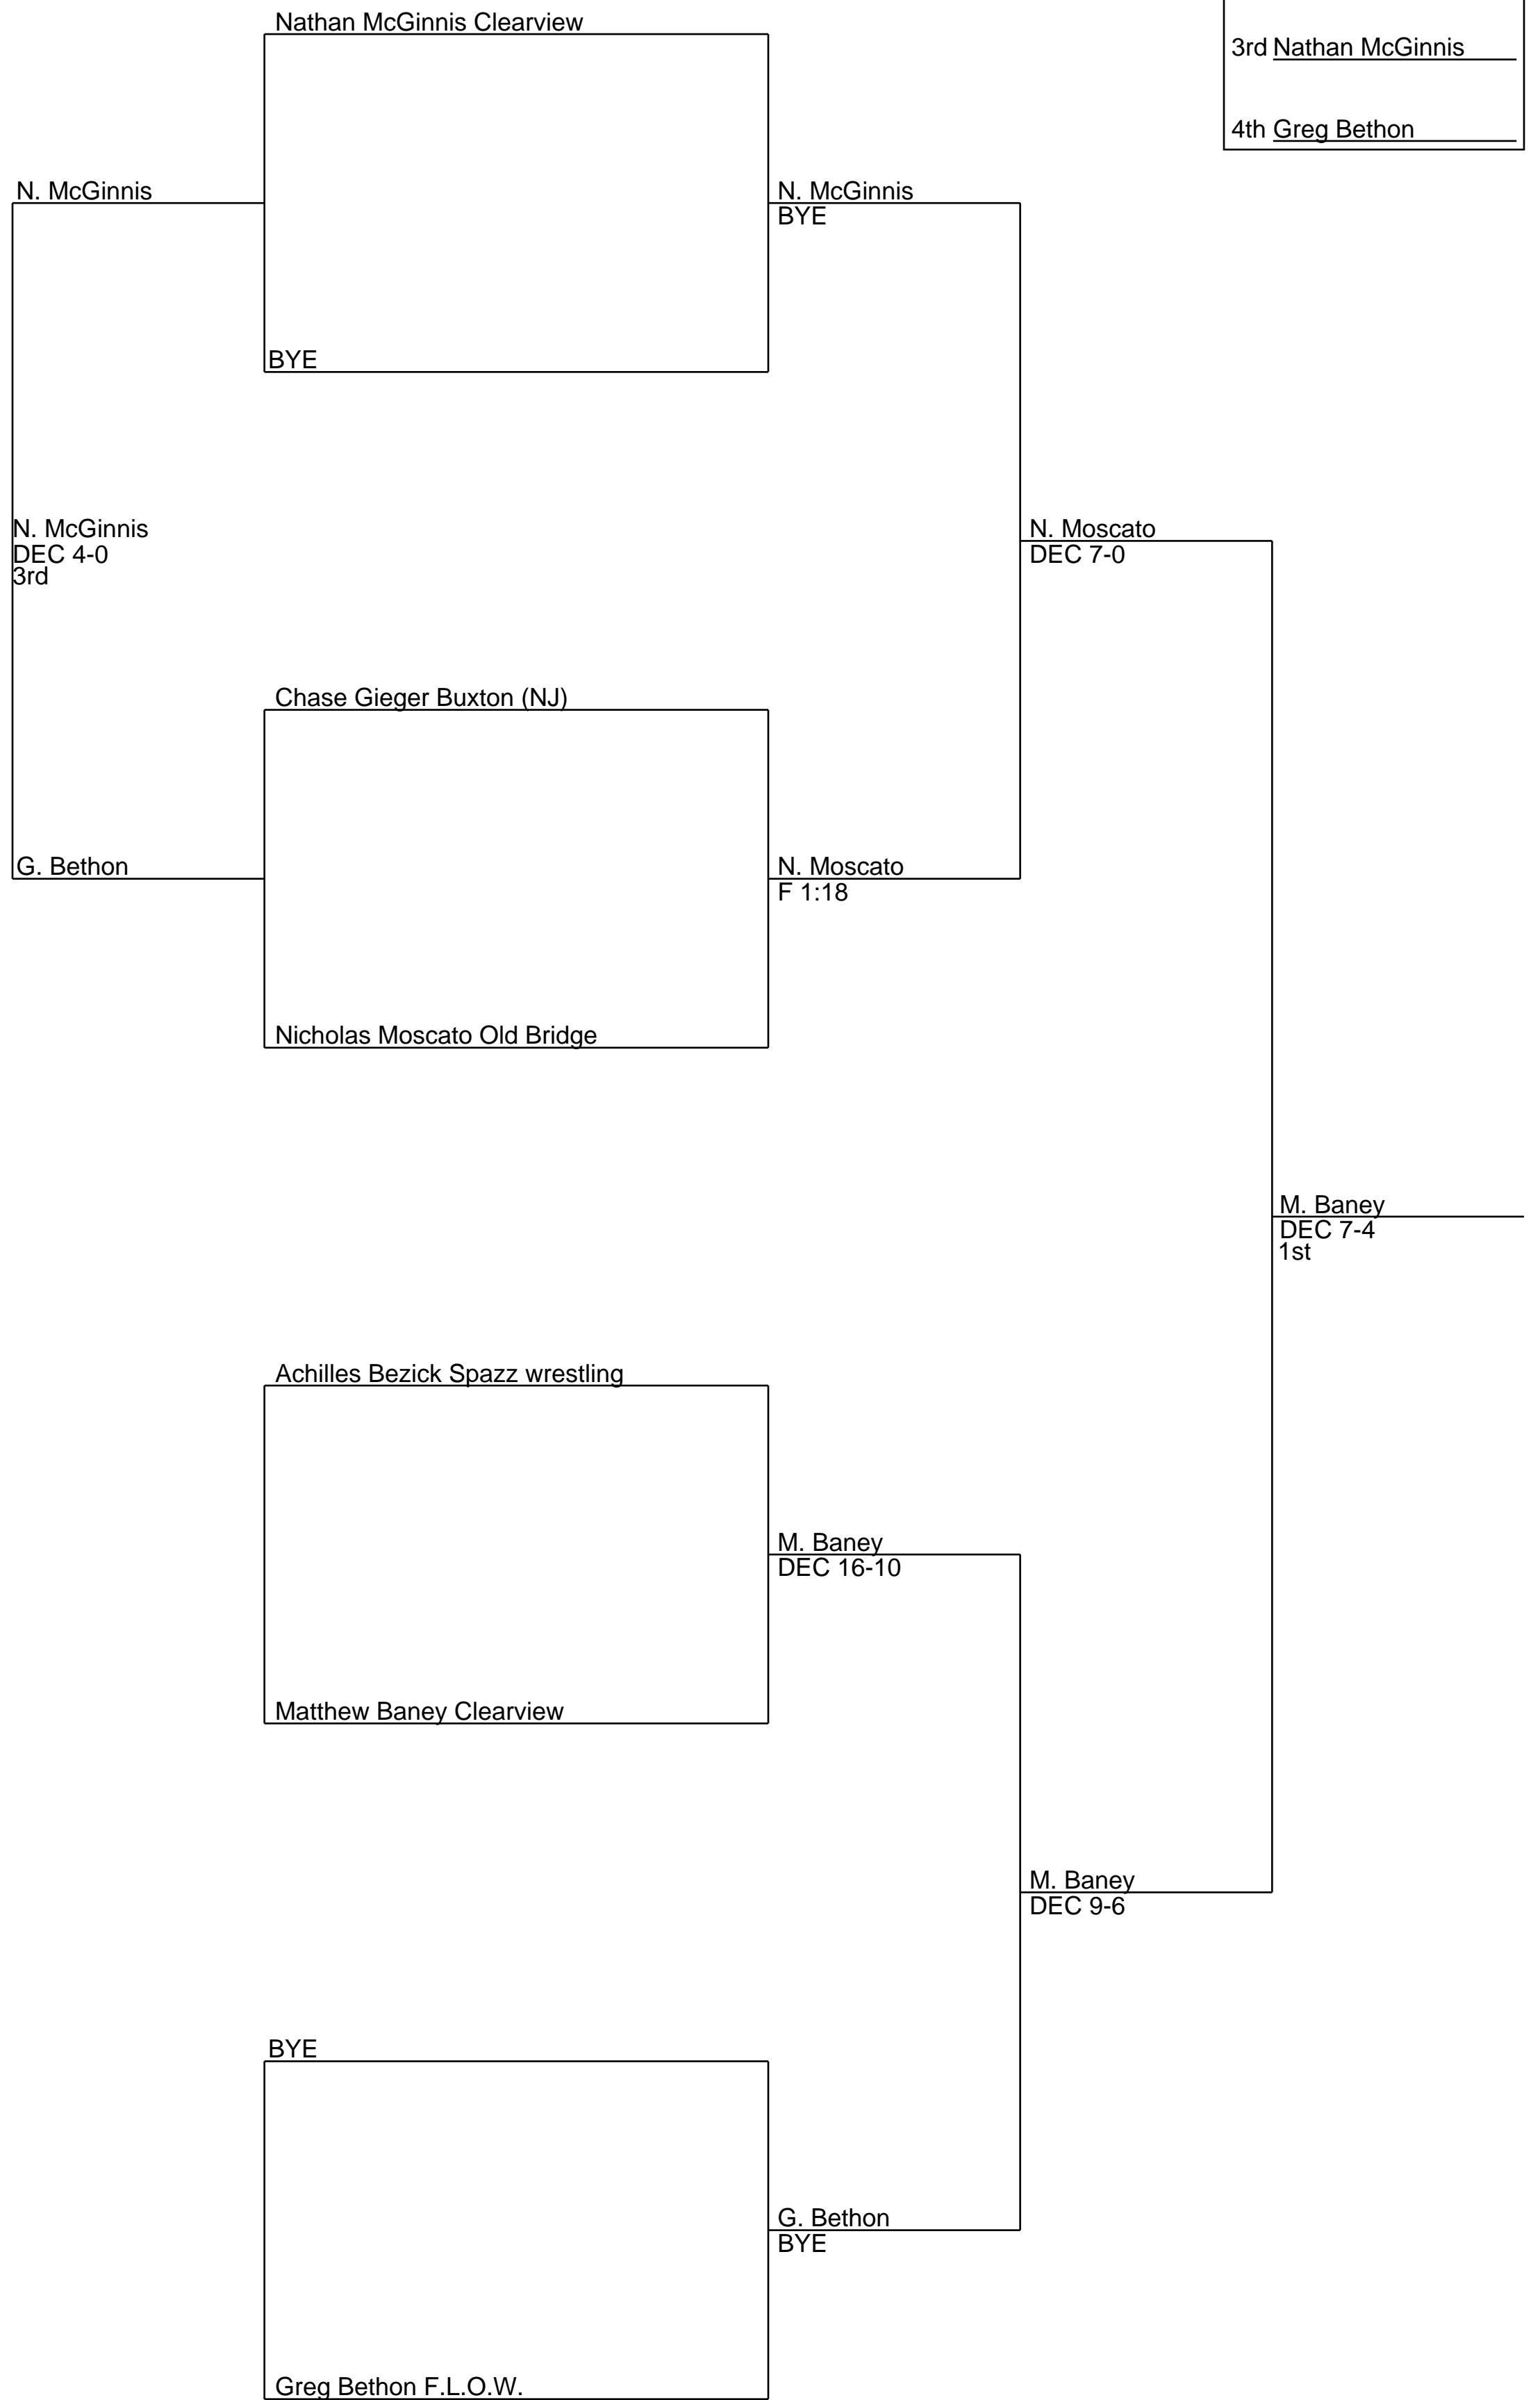 Nathan McGinnis Clearview
3rd Nathan McGinnis
4th Greg Bethon
N. McGinnis
N. McGinnis
BYE
BYE
N. McGinnis
DEC 4-0
3rd
N. Moscato
DEC 7-0
Chase Gieger Buxton (NJ)
G. Bethon
N. Moscato
F 1:18
Nicholas Moscato Old Bridge
M. Baney
DEC 7-4
1st
Achilles Bezick Spazz wrestling
M. Baney
DEC 16-10
Matthew Baney Clearview
M. Baney
DEC 9-6
BYE
G. Bethon
BYE
Greg Bethon F.L.O.W.